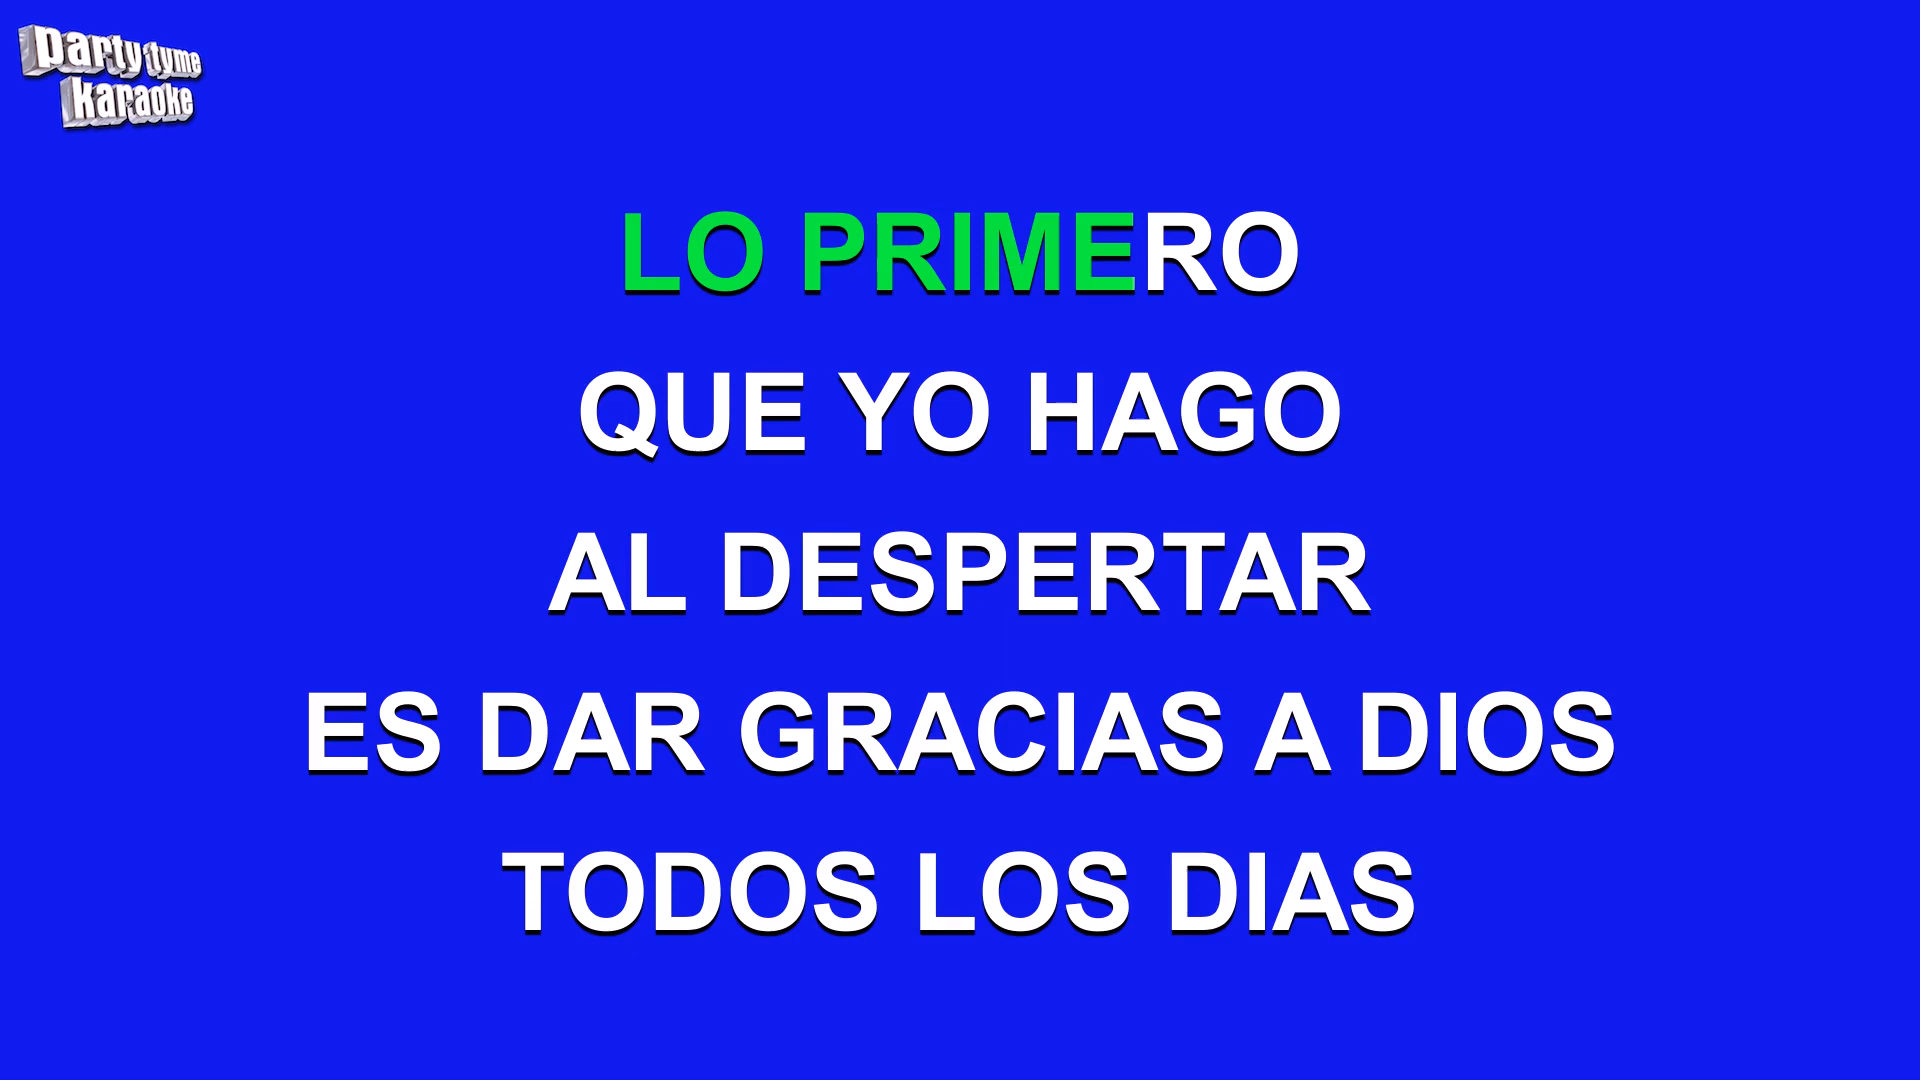 party tyme
karaoke
LO PRIMERO
QUE YO HAGO
AL DESPERTAR
ES DAR GRACIAS A DIOS
TODOS LOS DIAS